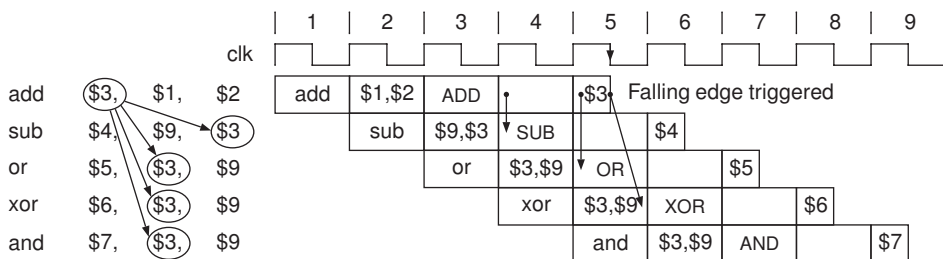 1 2 3 4 5 6 7 8 9
clk
add $3, $1, $2 add $1,$2 ADD $3 Falling edge triggered
sub $4, $9, $3 sub $9,$3 SUB $4
or $5, $3, $9 or $3,$9 OR $5
xor $6, $3, $9 xor $3,$9 XOR $6
and $7, $3, $9 and $3,$9 AND $7